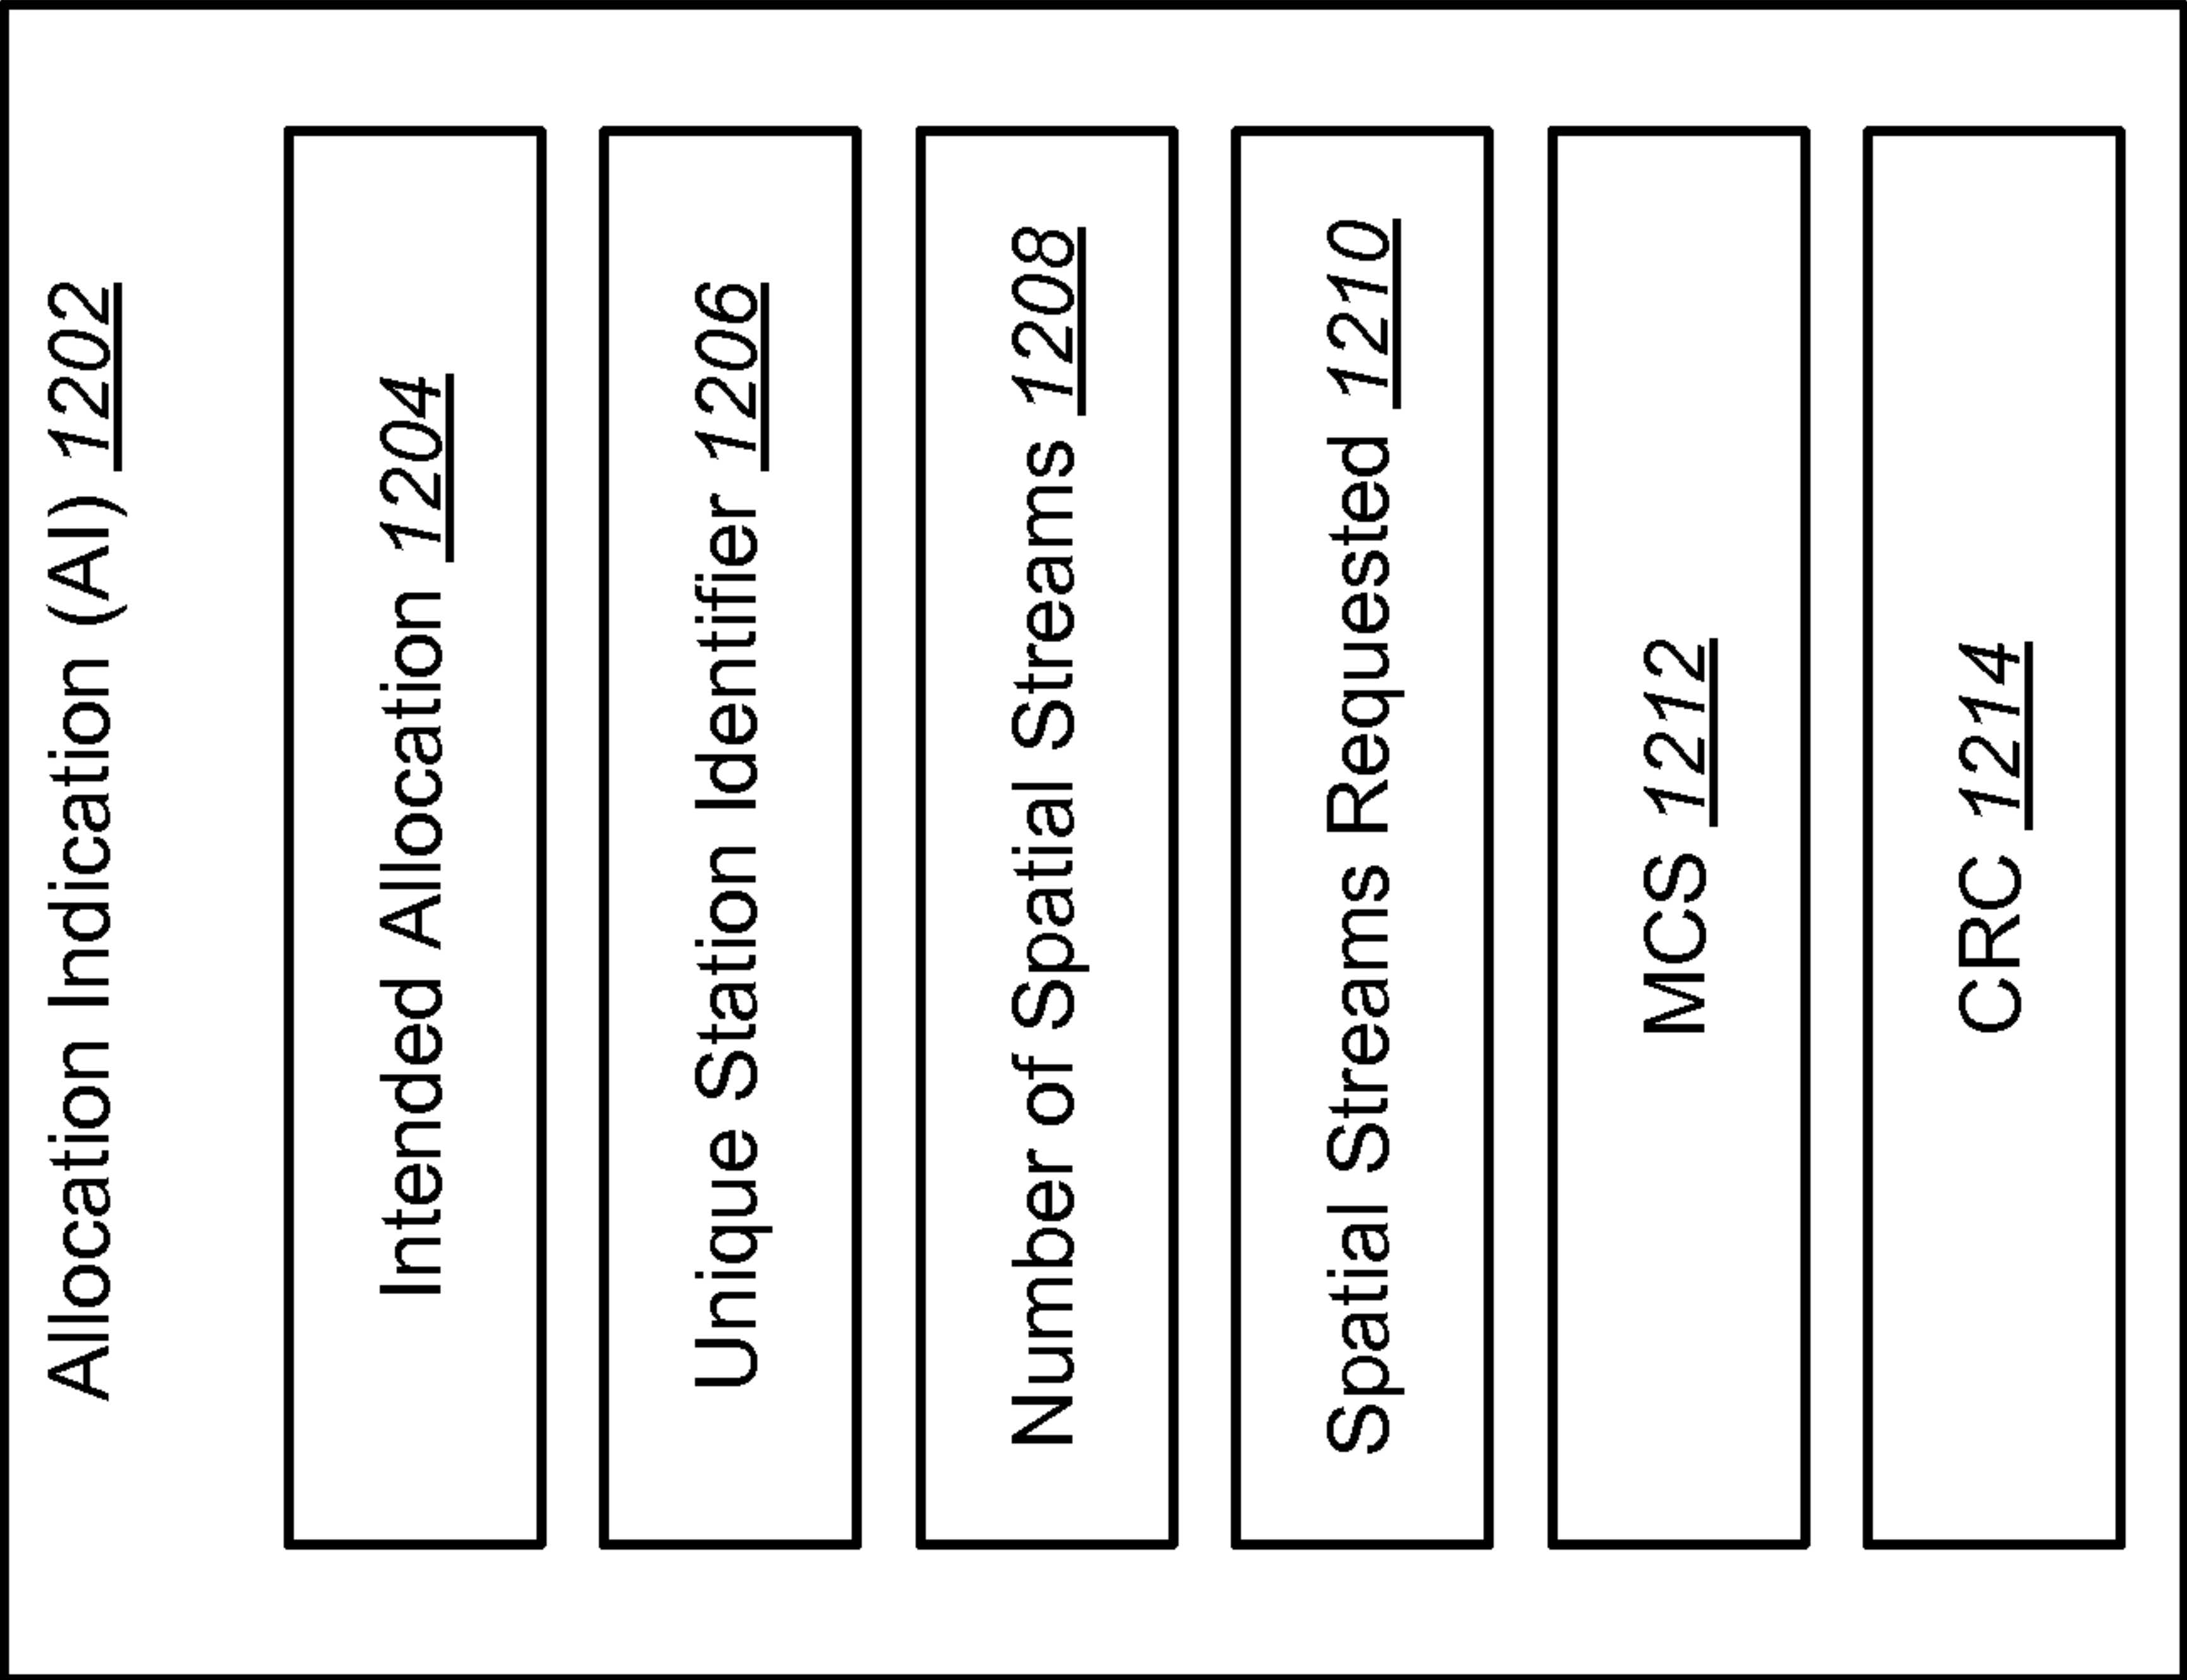 Allocation Indication (AI) 1202
Intended Allocation 1204
Unique Station Identifier 1206
Number of Spatial Streams 1208
Spatial Streams Requested 1210
MCS 1212
CRC 1214